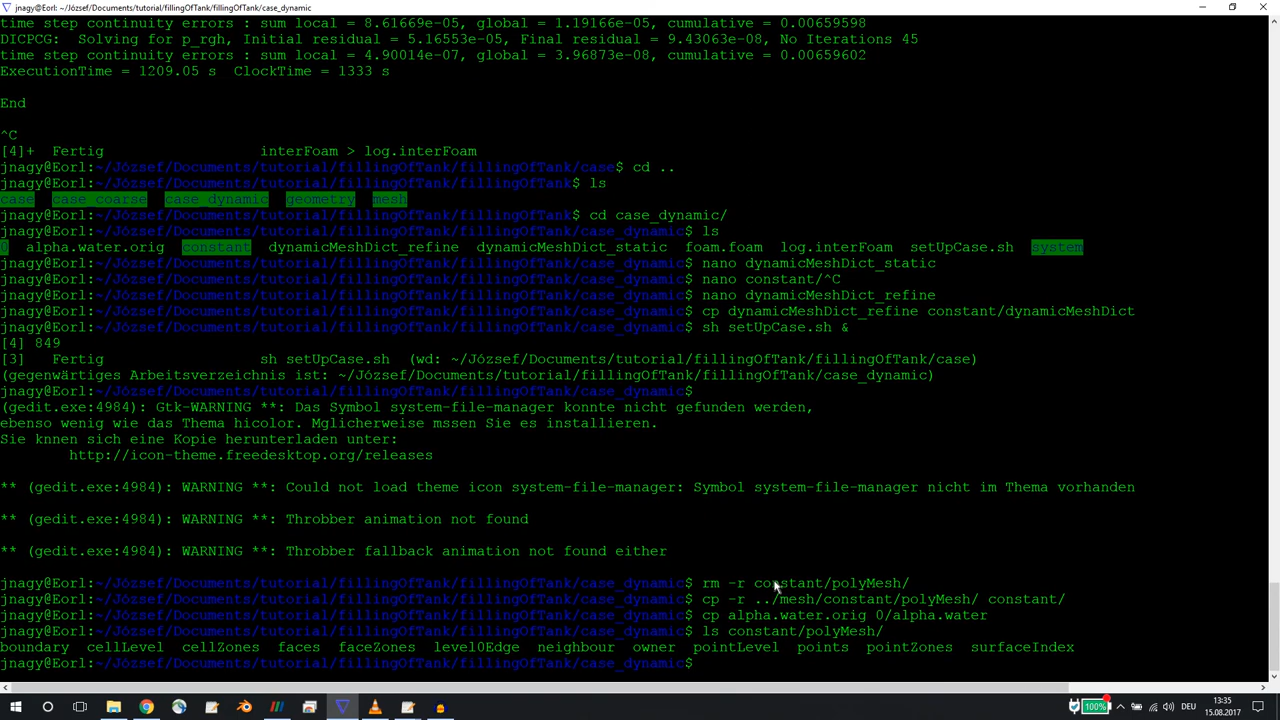 jnagy@Eorl: ~/József/Documents/tutorial/fillingOfTank/fillingOfTank/case_dynamic
time step continuity errors : sum local = 8.61669e-05, global = 1.19166e-05, cumulative = 0.00659598
DICPCG:  Solving for p_rgh, Initial residual = 5.16553e-05, Final residual = 9.43063e-08, No Iterations 45
time step continuity errors : sum local = 4.90014e-07, global = 3.96873e-08, cumulative = 0.00659602
ExecutionTime = 1209.05 s  ClockTime = 1333 s
End
^C
[4]+  Fertig                  interFoam > log.interFoam
jnagy@Eorl:~/József/Documents/tutorial/fillingOfTank/fillingOfTank/case$ cd ..
jnagy@Eorl:~/József/Documents/tutorial/fillingOfTank/fillingOfTank$ ls
case  case_coarse  case_dynamic  geometry  mesh
jnagy@Eorl:~/József/Documents/tutorial/fillingOfTank/fillingOfTank$ cd case_dynamic/
jnagy@Eorl:~/József/Documents/tutorial/fillingOfTank/fillingOfTank/case_dynamic$ ls
0  alpha.water.orig  constant  dynamicMeshDict_refine  dynamicMeshDict_static  foam.foam  log.interFoam  setUpCase.sh  system
jnagy@Eorl:~/József/Documents/tutorial/fillingOfTank/fillingOfTank/case_dynamic$ nano dynamicMeshDict_static
jnagy@Eorl:~/József/Documents/tutorial/fillingOfTank/fillingOfTank/case_dynamic$ nano constant/^C
jnagy@Eorl:~/József/Documents/tutorial/fillingOfTank/fillingOfTank/case_dynamic$ nano dynamicMeshDict_refine
jnagy@Eorl:~/József/Documents/tutorial/fillingOfTank/fillingOfTank/case_dynamic$ cp dynamicMeshDict_refine constant/dynamicMeshDict
jnagy@Eorl:~/József/Documents/tutorial/fillingOfTank/fillingOfTank/case_dynamic$ sh setUpCase.sh &
[4] 849
[3]   Fertig                  sh setUpCase.sh  (wd: ~/József/Documents/tutorial/fillingOfTank/fillingOfTank/case)
(gegenwärtiges Arbeitsverzeichnis ist: ~/József/Documents/tutorial/fillingOfTank/fillingOfTank/case_dynamic)
jnagy@Eorl:~/József/Documents/tutorial/fillingOfTank/fillingOfTank/case_dynamic$
(gedit.exe:4984): Gtk-WARNING **: Das Symbol system-file-manager konnte nicht gefunden werden,
ebenso wenig wie das Thema hicolor. Mglicherweise mssen Sie es installieren.
Sie knnen sich eine Kopie herunterladen unter:
http://icon-theme.freedesktop.org/releases
** (gedit.exe:4984): WARNING **: Could not load theme icon system-file-manager: Symbol system-file-manager nicht im Thema vorhanden
** (gedit.exe:4984): WARNING **: Throbber animation not found
** (gedit.exe:4984): WARNING **: Throbber fallback animation not found either
jnagy@Eorl:~/József/Documents/tutorial/fillingOfTank/fillingOfTank/case_dynamic$ rm -r constant/polyMesh/
jnagy@Eorl:~/József/Documents/tutorial/fillingOfTank/fillingOfTank/case_dynamic$ cp -r ../mesh/constant/polyMesh/ constant/
jnagy@Eorl:~/József/Documents/tutorial/fillingOfTank/fillingOfTank/case_dynamic$ cp alpha.water.orig 0/alpha.water
jnagy@Eorl:~/József/Documents/tutorial/fillingOfTank/fillingOfTank/case_dynamic$ ls constant/polyMesh/
boundary  cellLevel  cellZones  faces  faceZones  level0Edge  neighbour  owner  pointLevel  points  pointZones  surfaceIndex
jnagy@Eorl:~/József/Documents/tutorial/fillingOfTank/fillingOfTank/case_dynamic$
100%
DEU
13:35
15.08.2017